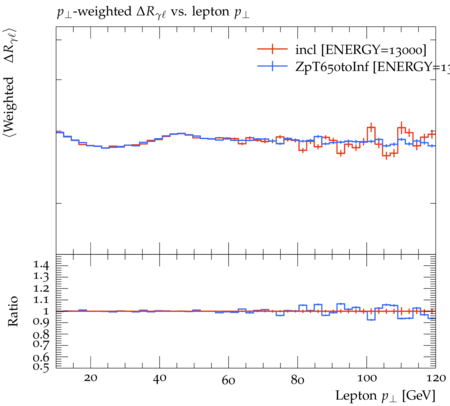 p⊥-weighted ΔRγℓ vs. lepton p⊥
⟨Weighted ΔRγℓ⟩
incl [ENERGY=13000]
ZpT650toInf [ENERGY=13
1.4
1.3
1.2
1.1
1
0.9
0.8
0.7
0.6
0.5
Ratio
20 40 60 80 100 120
Lepton p⊥ [GeV]